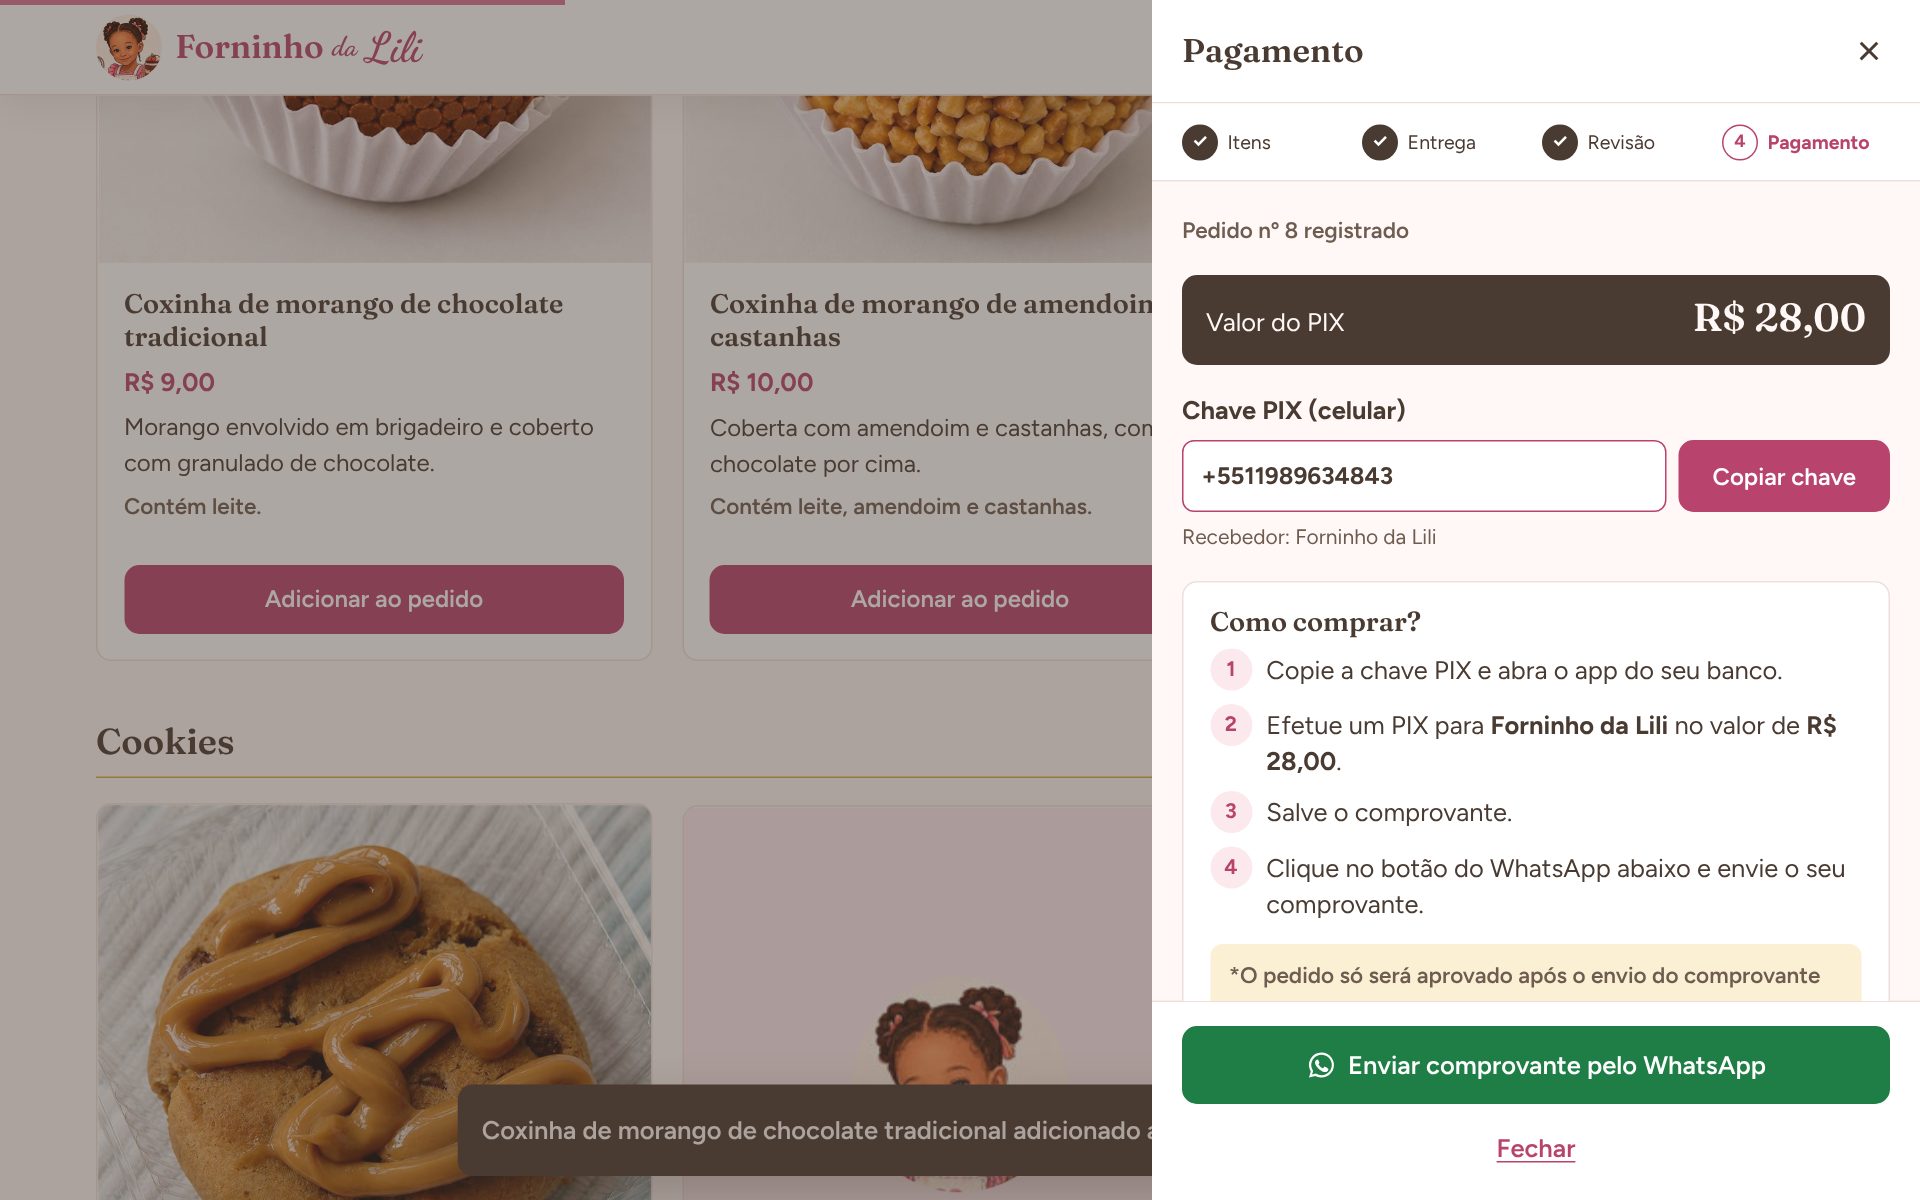 Forninho da Lili
Coxinha de morango de chocolate
tradicional
R$ 9,00
Morango envolvido em brigadeiro e coberto
com granulado de chocolate.
Contém leite.
Adicionar ao pedido
Coxinha de morango de amendoim
castanhas
R$ 10,00
Coberta com amendoim e castanhas, com
chocolate por cima.
Contém leite, amendoim e castanhas.
Adicionar ao pedido
Cookies
Coxinha de morango de chocolate tradicional adicionado
Pagamento
Itens
Entrega
Revisão
4 Pagamento
Pedido nº 8 registrado
Valor do PIX
R$ 28,00
Chave PIX (celular)
+5511989634843
Copiar chave
Recebedor: Forninho da Lili
Como comprar?
1 Copie a chave PIX e abra o app do seu banco.
2 Efetue um PIX para Forninho da Lili no valor de R$
28,00.
3 Salve o comprovante.
4 Clique no botão do WhatsApp abaixo e envie o seu
comprovante.
*O pedido só será aprovado após o envio do comprovante
Enviar comprovante pelo WhatsApp
Fechar